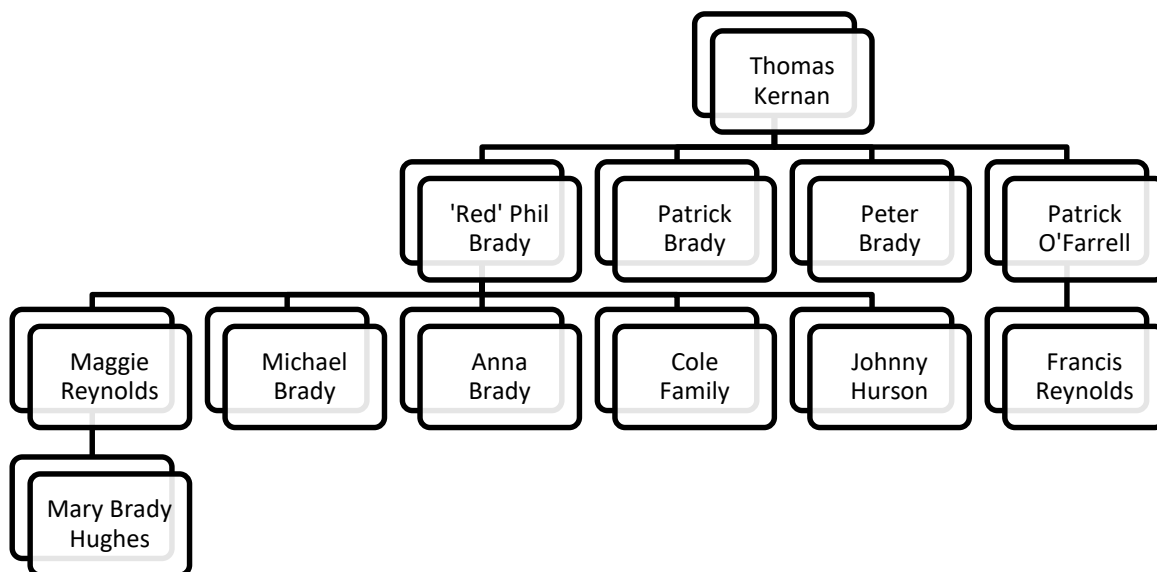 Thomas
Kernan
'Red' Phil
Brady
Patrick
Brady
Peter
Brady
Patrick
O'Farrell
Maggie
Reynolds
Michael
Brady
Anna
Brady
Cole
Family
Johnny
Hurson
Francis
Reynolds
Mary Brady
Hughes